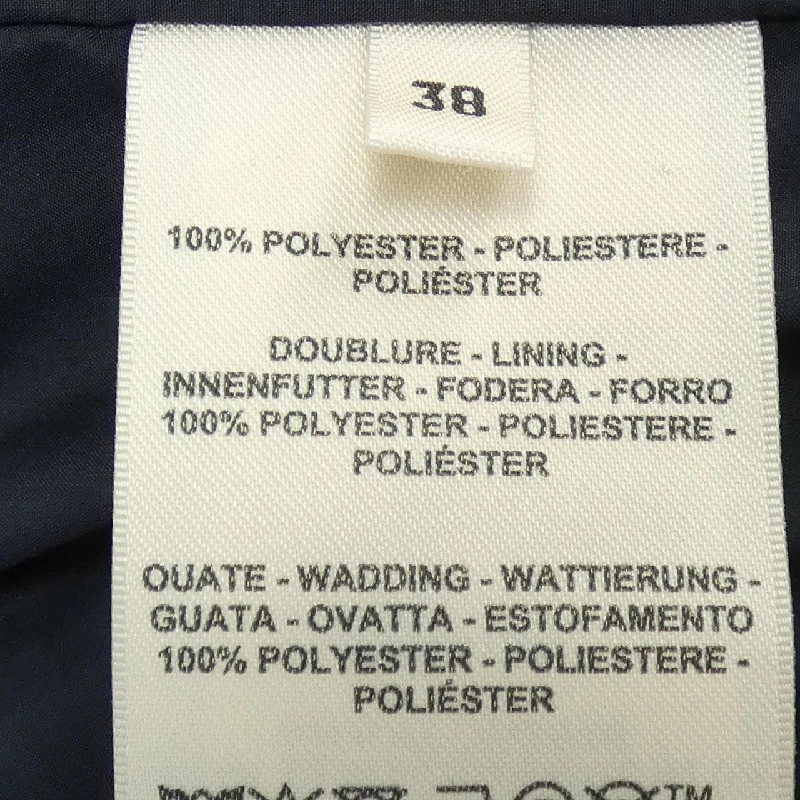 38
100% POLYESTER - POLIESTERE -
POLIÉSTER
DOUBLURE - LINING -
INNENFUTTER - FODERA - FORRO
100% POLYESTER - POLIESTERE -
POLIÉSTER
OUATE - WADDING - WATTIERUNG -
GUATA - OVATTA - ESTOFAMENTO
100% POLYESTER - POLIESTERE -
POLIÉSTER
TM